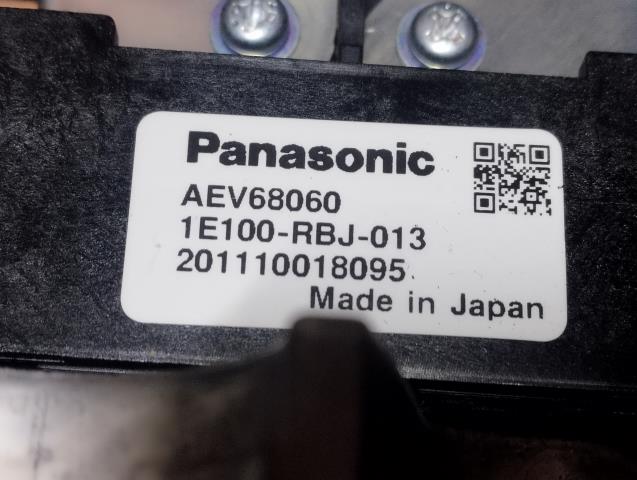 Panasonic
AEV68060
1E100-RBJ-013
201110018095
Made in Japan